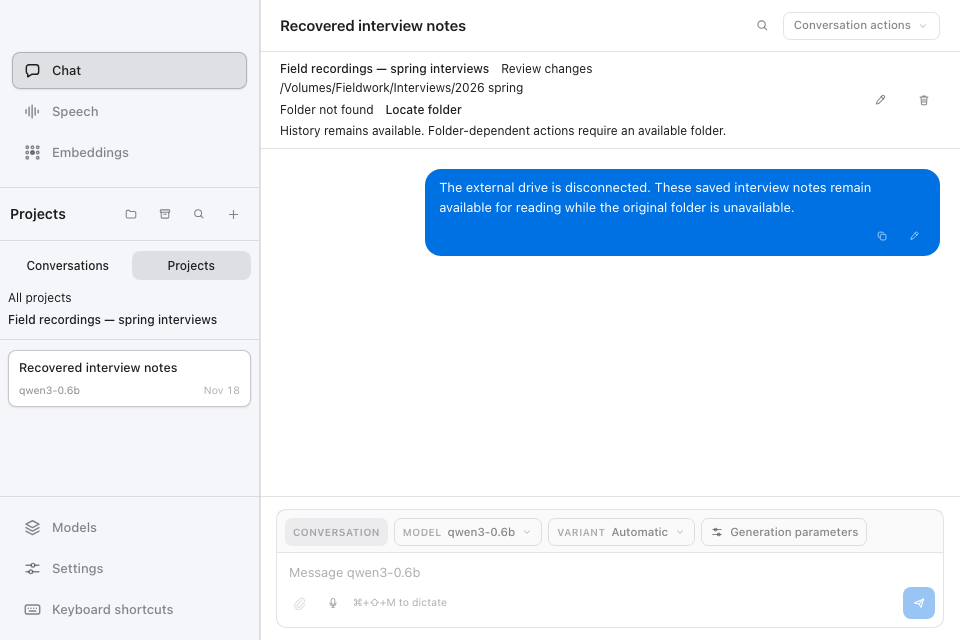 Chat
Speech
Embeddings
Projects
Conversations
Projects
All projects
Field recordings — spring interviews
Recovered interview notes
qwen3-0.6b
Nov 18
Models
Settings
Keyboard shortcuts
Recovered interview notes
Conversation actions
Field recordings — spring interviews Review changes
/Volumes/Fieldwork/Interviews/2026 spring
Folder not found Locate folder
History remains available. Folder-dependent actions require an available folder.
The external drive is disconnected. These saved interview notes remain
available for reading while the original folder is unavailable.
CONVERSATION
MODEL qwen3-0.6b
VARIANT Automatic
Generation parameters
Message qwen3-0.6b
⌘+⇧+M to dictate